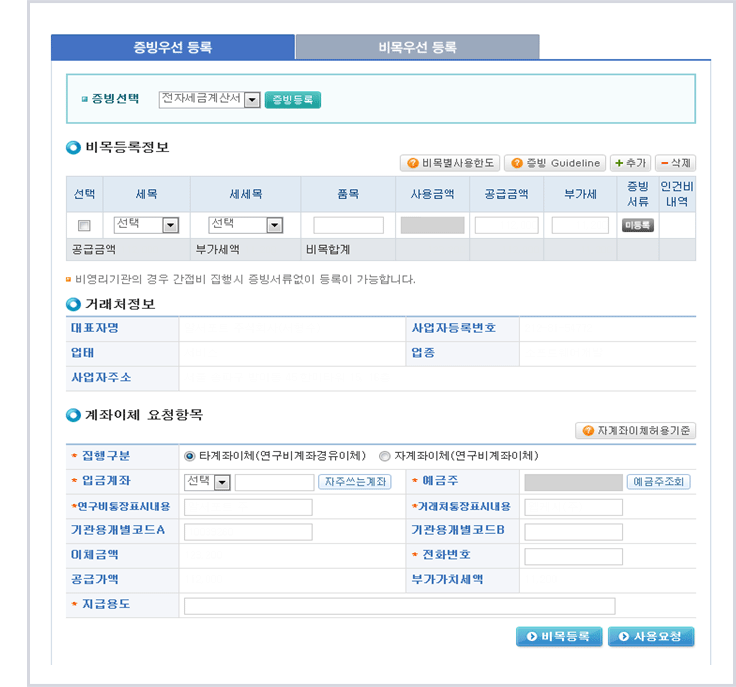 증빙우선 등록 비목우선 등록
증빙선택 전자세금계산서 증빙등록
비목등록정보
비목별사용한도 증빙 Guideline 추가 삭제
선택 세목 세세목 품목 사용금액 공급금액 부가세 증빙서류 인건비내역
선택 선택 미등록
공급금액 부가세액 비목합계
비영리기관의 경우 간접비 집행시 증빙서류없이 등록이 가능합니다.
거래처정보
대표자명 사업자등록번호
업태 업종
사업자주소
계좌이체 요청항목
자계좌이체허용기준
* 집행구분 타계좌이체(연구비계좌경유이체) 자계좌이체(연구비계좌이체)
* 입금계좌 선택 자주쓰는계좌 * 예금주 예금주조회
*연구비통장표시내용 *거래처통장표시내용
기관용개별코드A 기관용개별코드B
이체금액 * 전화번호
공급가액 부가가치세액
* 지급용도
비목등록 사용요청